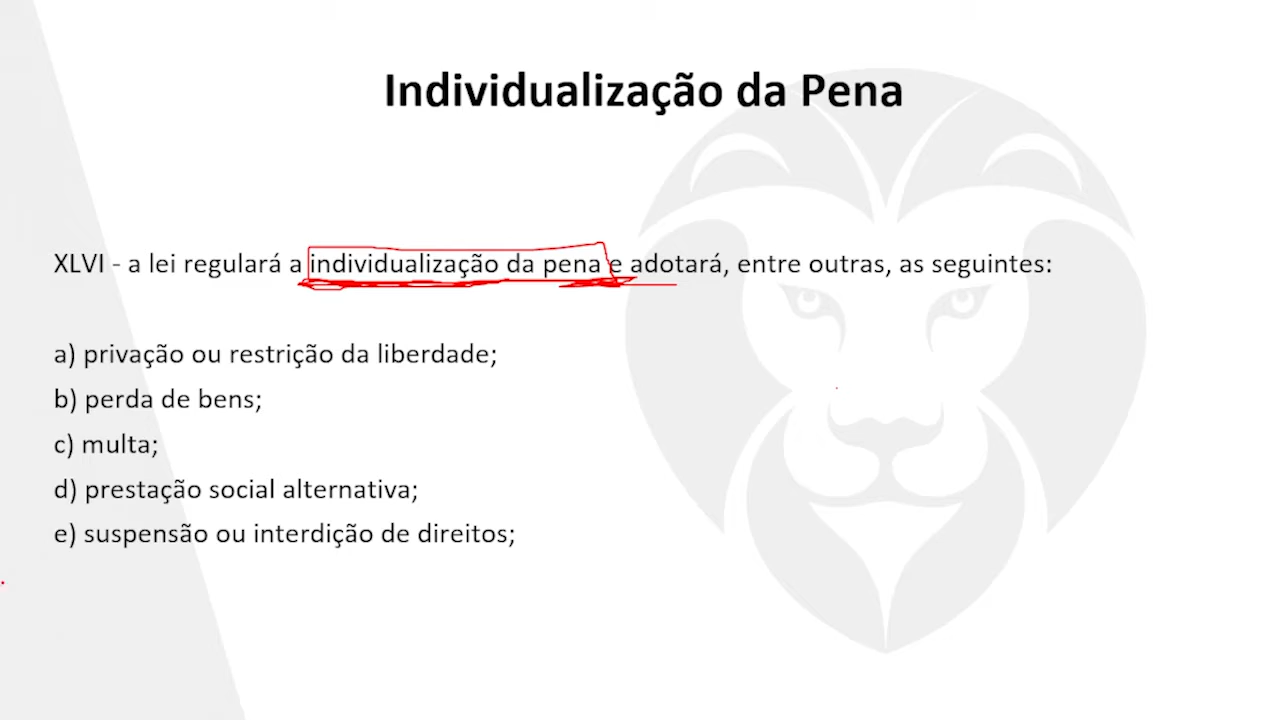 Individualização da Pena
XLVI - a lei regulará a individualização da pena e adotará, entre outras, as seguintes:
a) privação ou restrição da liberdade;
b) perda de bens;
c) multa;
d) prestação social alternativa;
e) suspensão ou interdição de direitos;